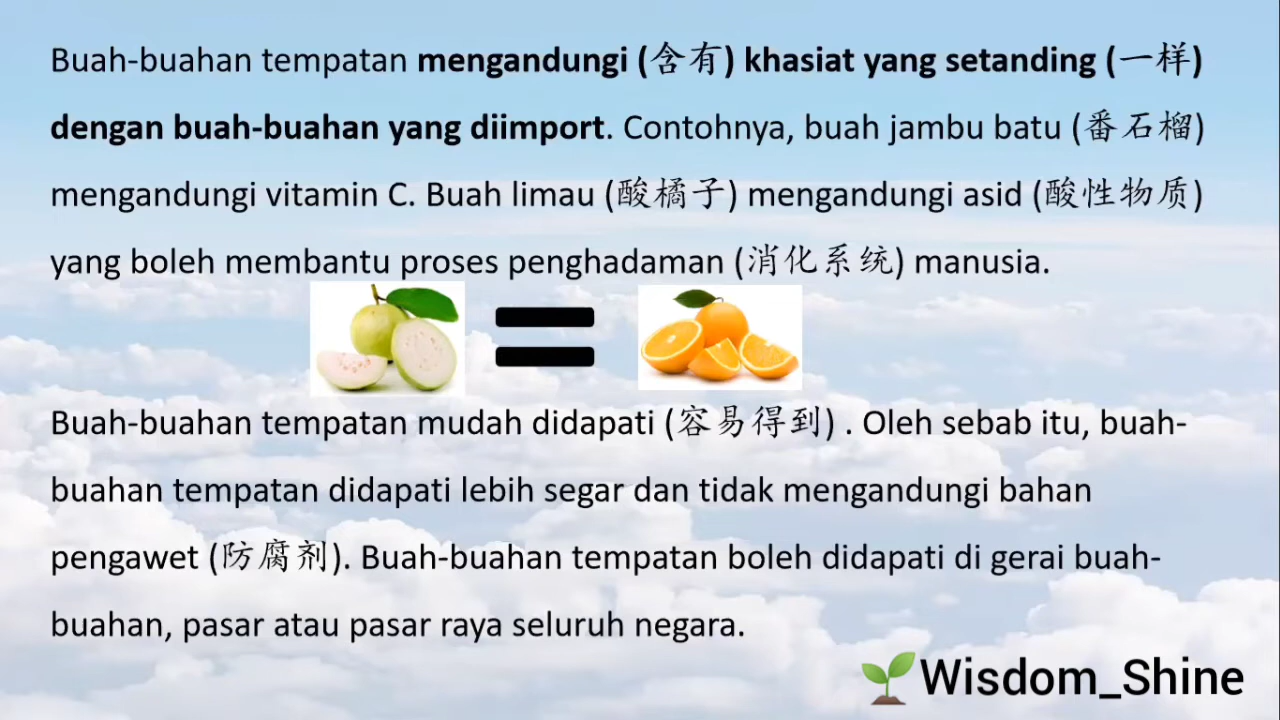 Buah-buahan tempatan mengandungi (含有) khasiat yang setanding (一样)
dengan buah-buahan yang diimport. Contohnya, buah jambu batu (番石榴)
mengandungi vitamin C. Buah limau (酸橘子) mengandungi asid (酸性物质)
yang boleh membantu proses penghadaman (消化系统) manusia.
Buah-buahan tempatan mudah didapati (容易得到) . Oleh sebab itu, buah-
buahan tempatan didapati lebih segar dan tidak mengandungi bahan
pengawet (防腐剂). Buah-buahan tempatan boleh didapati di gerai buah-
buahan, pasar atau pasar raya seluruh negara.
Wisdom_Shine